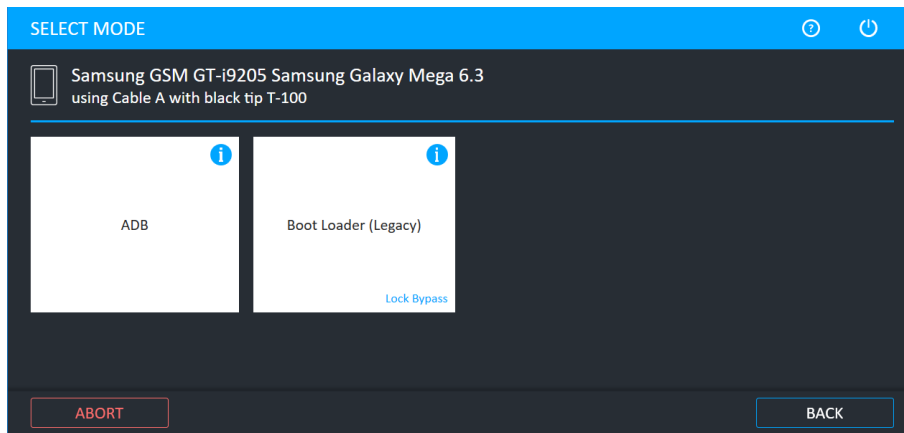 SELECT MODE
Samsung GSM GT-i9205 Samsung Galaxy Mega 6.3
using Cable A with black tip T-100
ADB
Boot Loader (Legacy)
Lock Bypass
ABORT
BACK